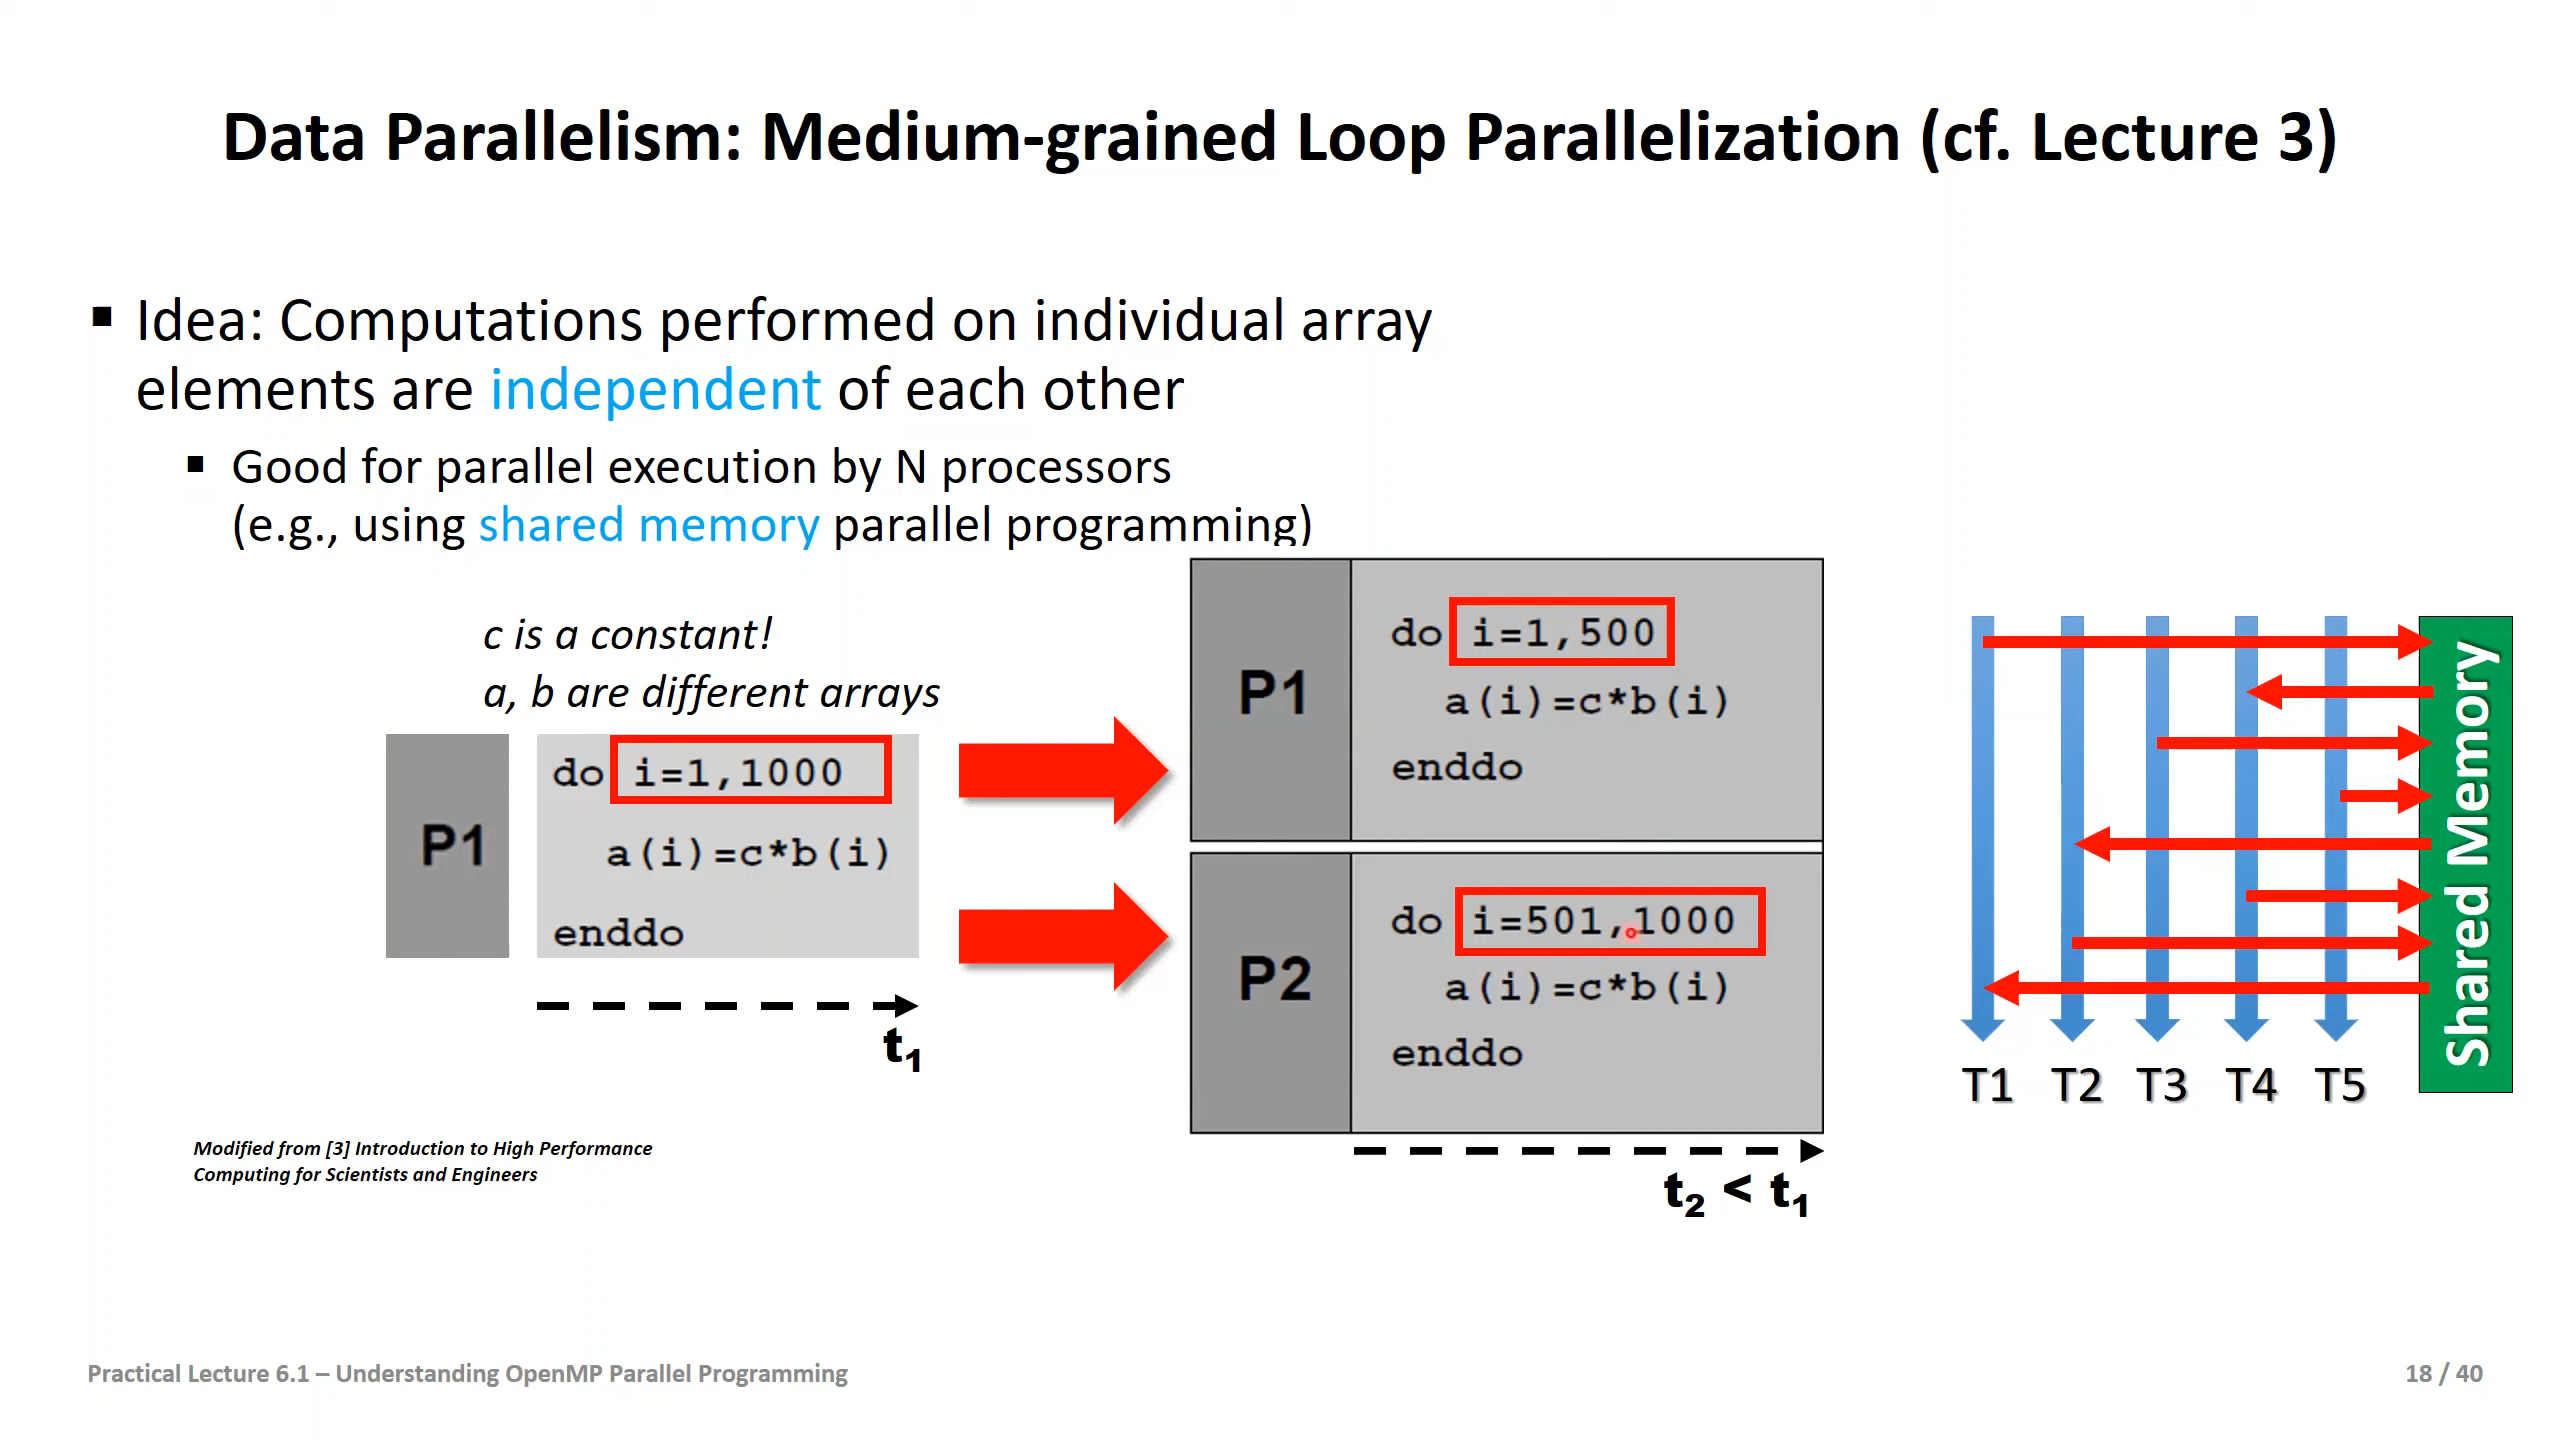 Data Parallelism: Medium-grained Loop Parallelization (cf. Lecture 3)
Idea: Computations performed on individual array
elements are independent of each other
Good for parallel execution by N processors
(e.g., using shared memory parallel programming)
c is a constant!
a, b are different arrays
P1
do i=1,1000
a(i)=c*b(i)
enddo
t1
P1
do i=1,500
a(i)=c*b(i)
enddo
P2
do i=501,1000
a(i)=c*b(i)
enddo
t2 < t1
Shared Memory
T1 T2 T3 T4 T5
Modified from [3] Introduction to High Performance
Computing for Scientists and Engineers
Practical Lecture 6.1 – Understanding OpenMP Parallel Programming
18 / 40